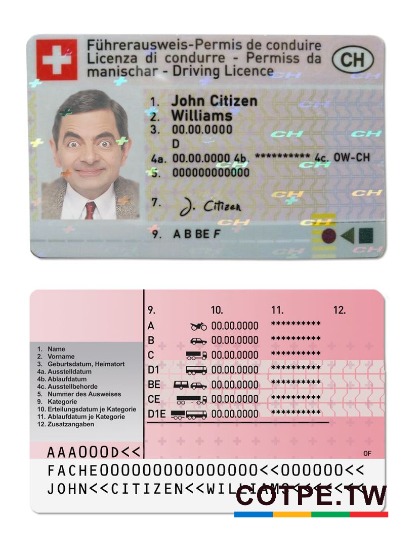 Führerausweis-Permis de conduire
Licenza di condurre - Permiss da
manischar - Driving Licence
CH
1. John Citizen
2. Williams
3. 00.00.0000
D
4a. 00.00.0000 4b. ********** 4c. OW-CH
5. 000000000000
7. J. Citizen
9. A B BE F
CH
CH
CH
CH
CH
9. 10. 11. 12.
A 00.00.0000 **********
B 00.00.0000 **********
C 00.00.0000 **********
D1 00.00.0000 **********
BE 00.00.0000 **********
CE 00.00.0000 **********
D1E 00.00.0000 **********
1. Name
2. Vorname
3. Geburtsdatum, Heimatort
4a. Ausstelldatum
4b. Ablaufdatum
4c. Ausstellbehorde
5. Nummer des Ausweises
9. Kategorie
10. Erteilungsdatum je Kategorie
11. Ablaufdatum je Kategorie
12. Zusatzangaben
AAA000D<<
OF
FACHE0000000000000000<<000000<<
JOHN<<CITIZEN<<WILLIAMS<<<<<<<
COTPE.TW